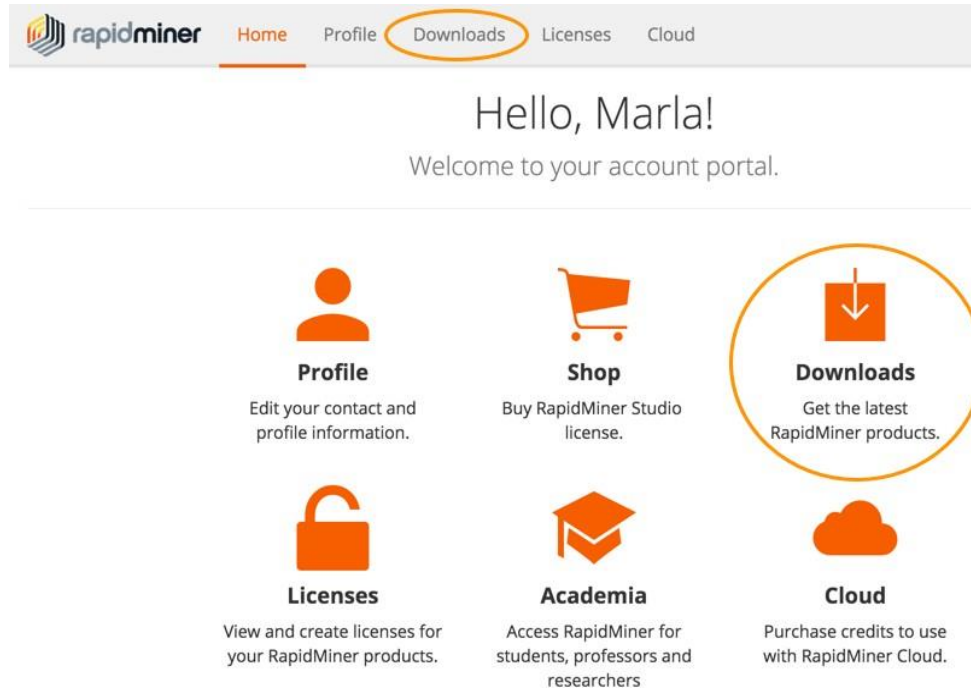 rapidminer Home Profile Downloads Licenses Cloud
Hello, Marla!
Welcome to your account portal.
Profile
Edit your contact and
profile information.
Shop
Buy RapidMiner Studio
license.
Downloads
Get the latest
RapidMiner products.
Licenses
View and create licenses for
your RapidMiner products.
Academia
Access RapidMiner for
students, professors and
researchers
Cloud
Purchase credits to use
with RapidMiner Cloud.